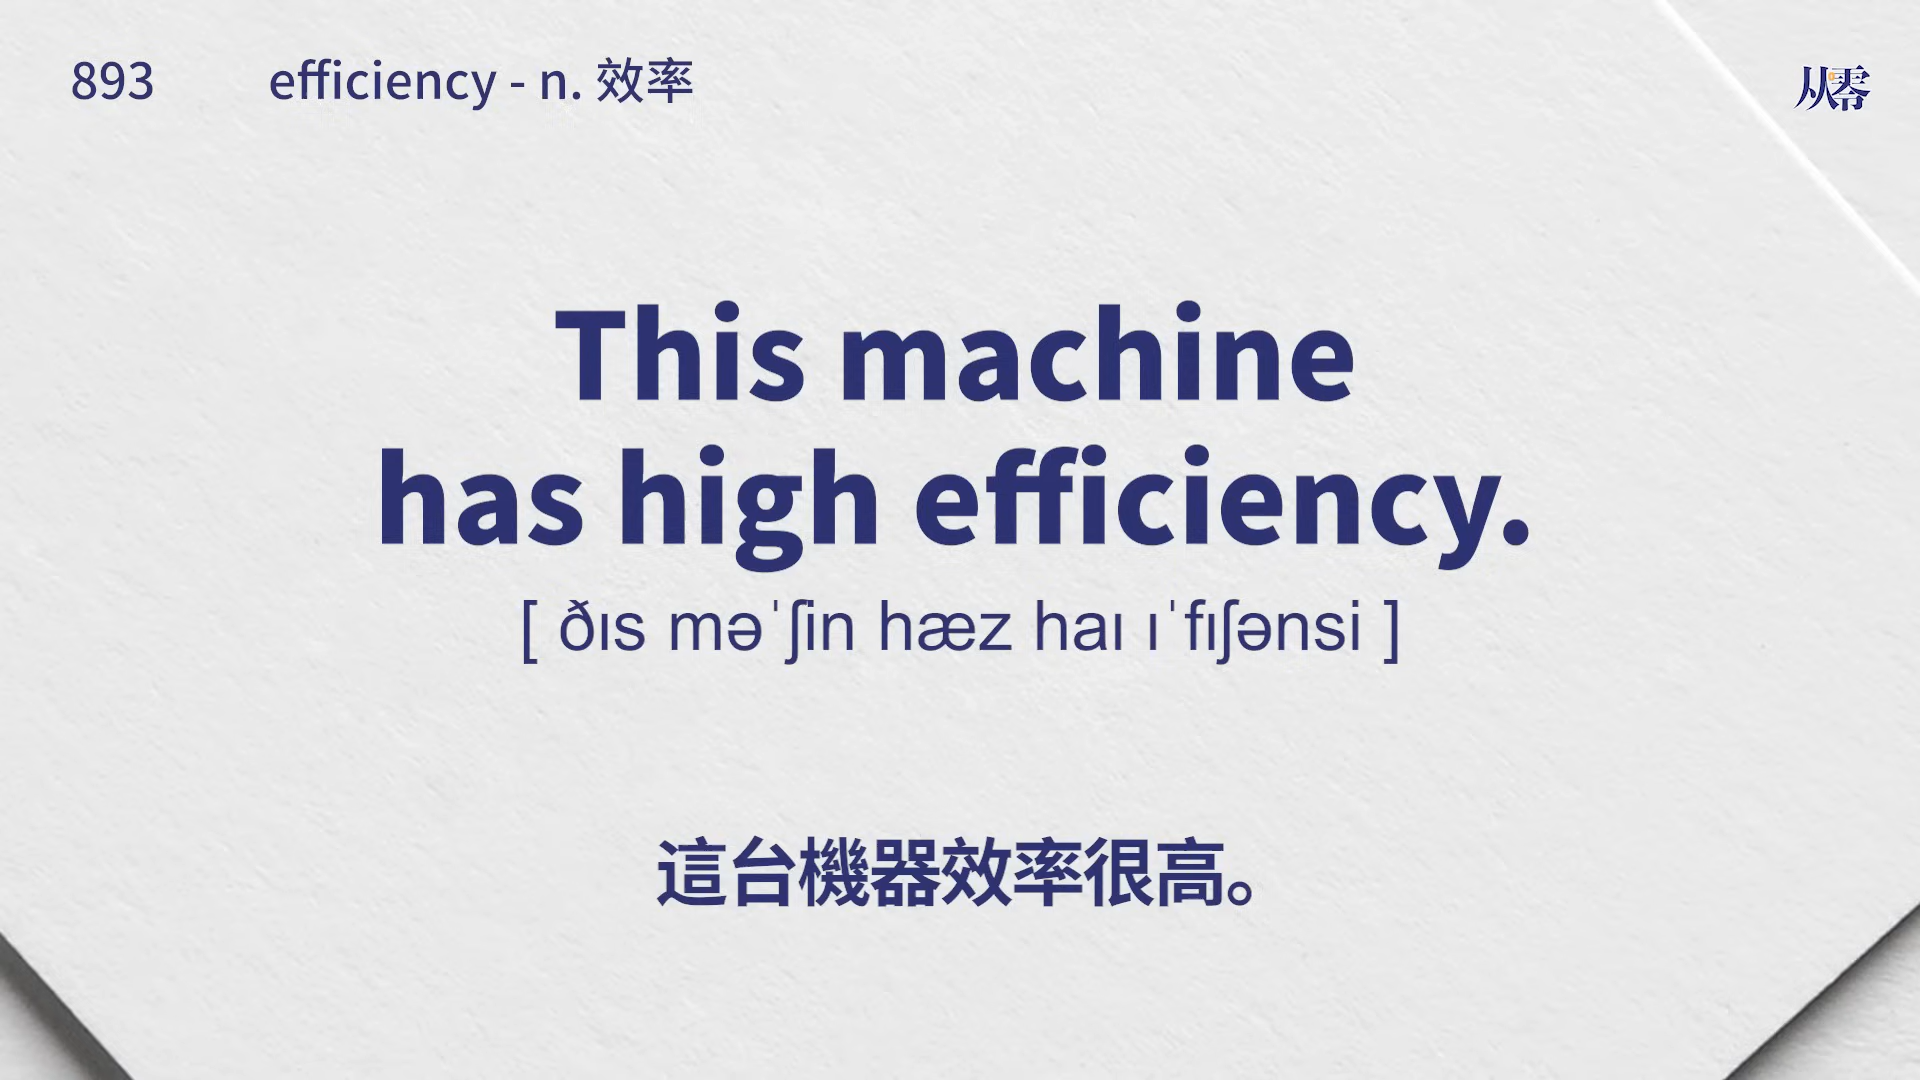 893 efficiency - n. 效率
从零
This machine
has high efficiency.
[ ðɪs məˈʃin hæz haɪ ɪˈfɪʃənsi ]
這台機器效率很高。